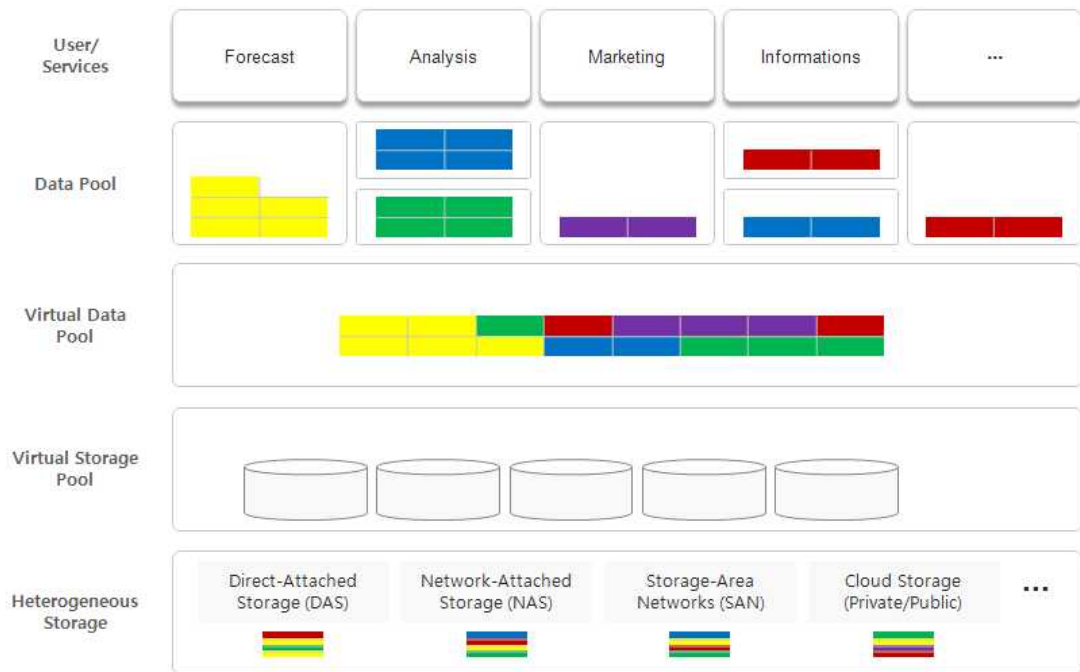 User/
Services
Forecast
Analysis
Marketing
Informations
...
Data Pool
Virtual Data
Pool
Virtual Storage
Pool
Heterogeneous
Storage
Direct-Attached
Storage (DAS)
Network-Attached
Storage (NAS)
Storage-Area
Networks (SAN)
Cloud Storage
(Private/Public)
...